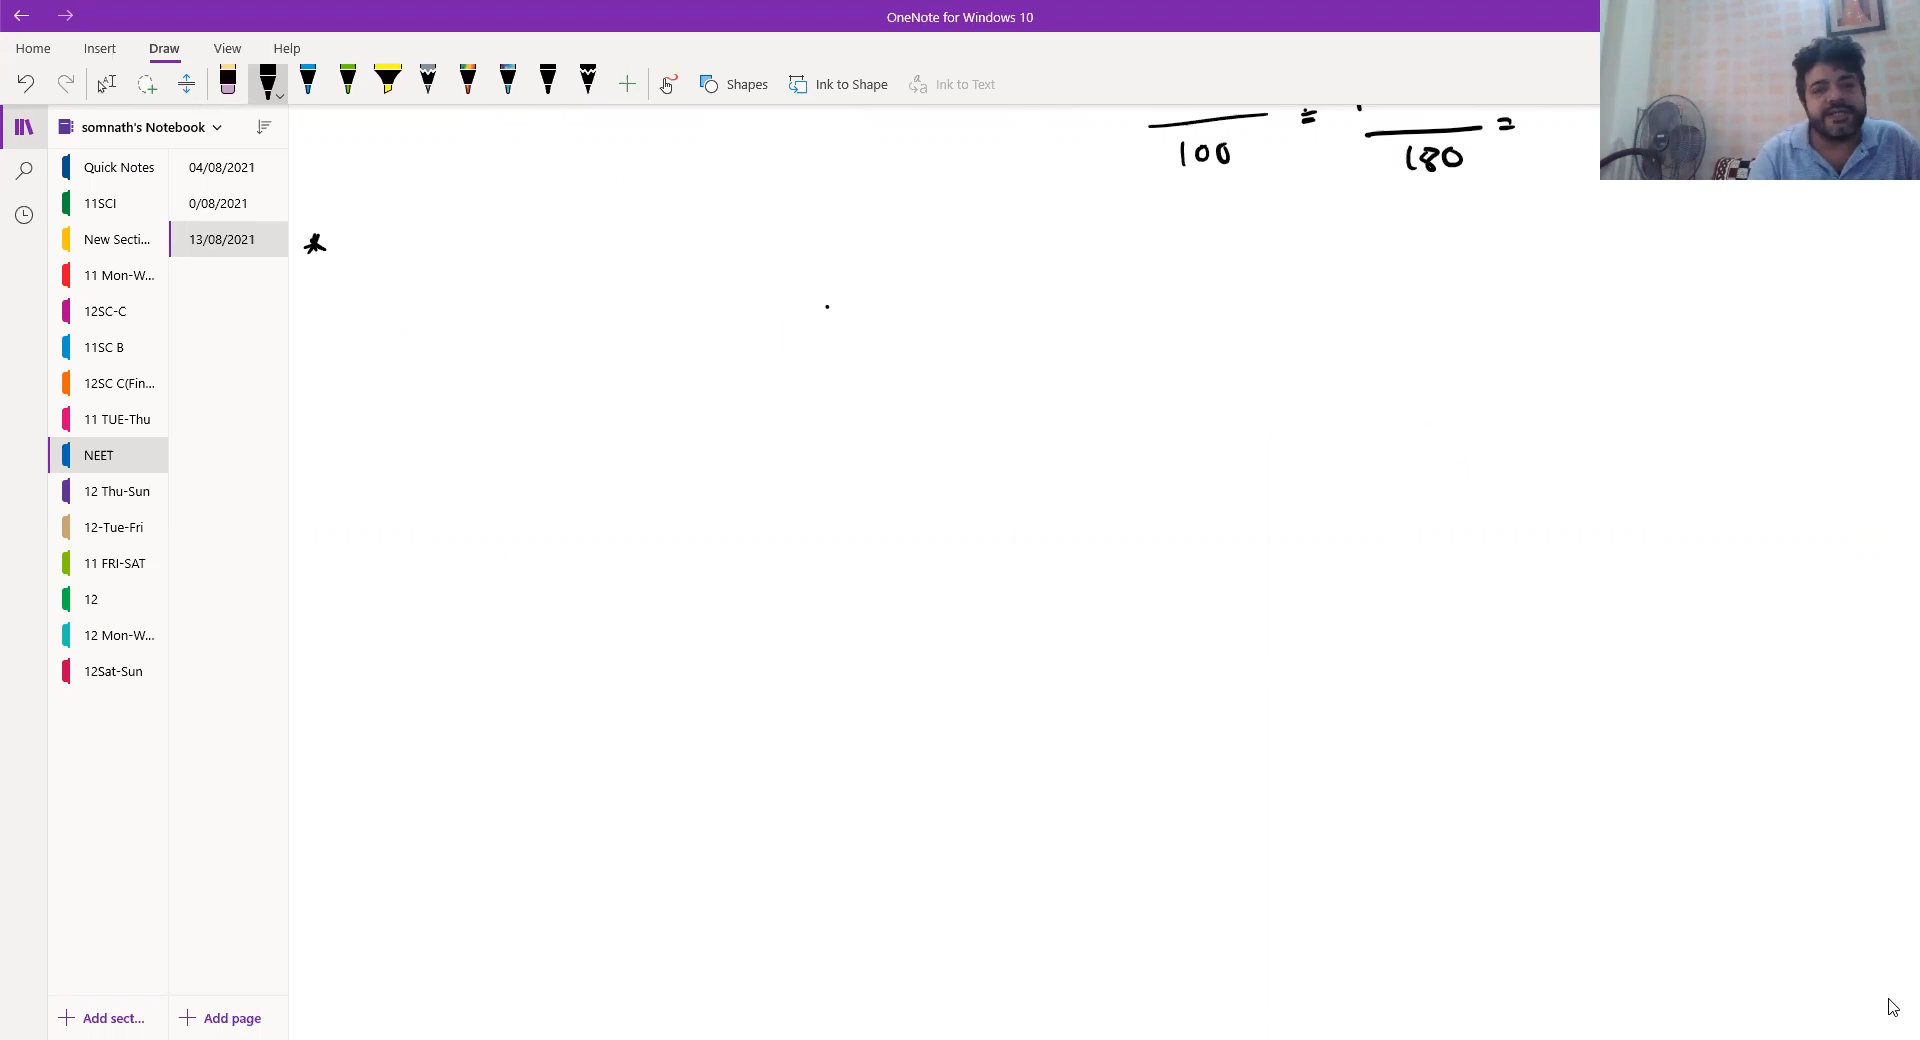 OneNote for Windows 10
Home Insert Draw View Help
Shapes Ink to Shape Ink to Text
somnath's Notebook
Quick Notes
11SCI
New Secti...
11 Mon-W...
12SC-C
11SC B
12SC C(Fin...
11 TUE-Thu
NEET
12 Thu-Sun
12-Tue-Fri
11 FRI-SAT
12
12 Mon-W...
12Sat-Sun
04/08/2021
0/08/2021
13/08/2021
= =
100 180
+ Add sect... + Add page